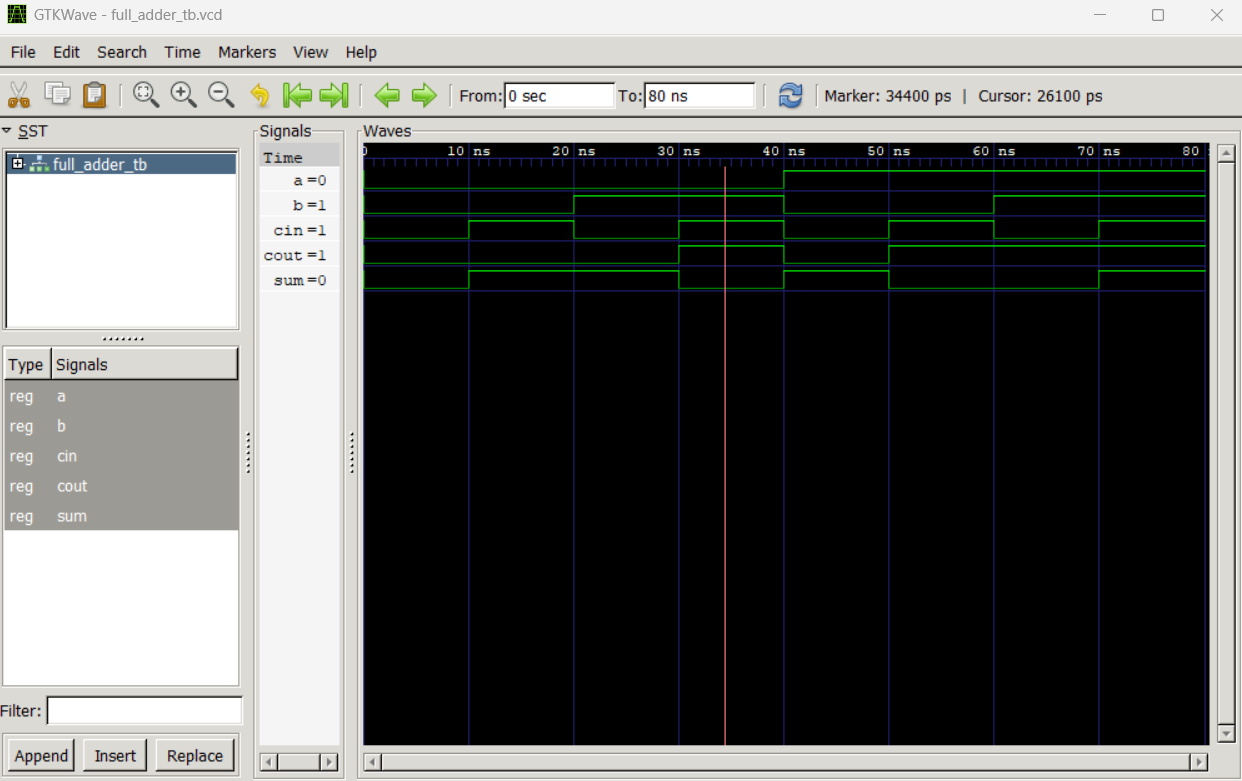 GTKWave - full_adder_tb.vcd
File Edit Search Time Markers View Help
From: 0 sec To: 80 ns Marker: 34400 ps | Cursor: 26100 ps
SST
full_adder_tb
Type Signals
reg a
reg b
reg cin
reg cout
reg sum
Filter:
Append Insert Replace
Signals
Time
a =0
b =1
cin =1
cout =1
sum =0
Waves
0 10 ns 20 ns 30 ns 40 ns 50 ns 60 ns 70 ns 80